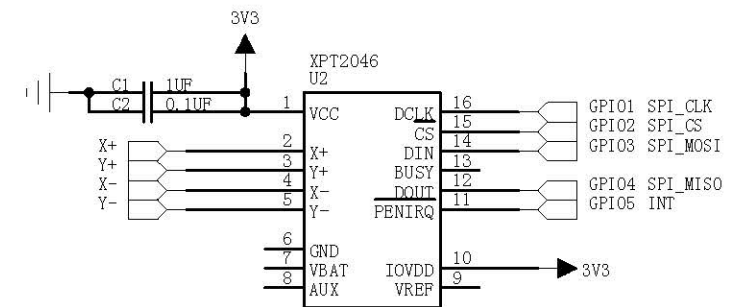 3V3
XPT2046
U2
C1 1UF
C2 0.1UF
1 VCC
X+ 2 X+
Y+ 3 Y+
X- 4 X-
Y- 5 Y-
6 GND
7 VBAT
8 AUX
DCLK 16 GPIO1 SPI_CLK
CS 15 GPIO2 SPI_CS
DIN 14 GPIO3 SPI_MOSI
BUSY 13
DOUT 12 GPIO4 SPI_MISO
PENIRQ 11 GPIO5 INT
IOVDD 10 3V3
VREF 9